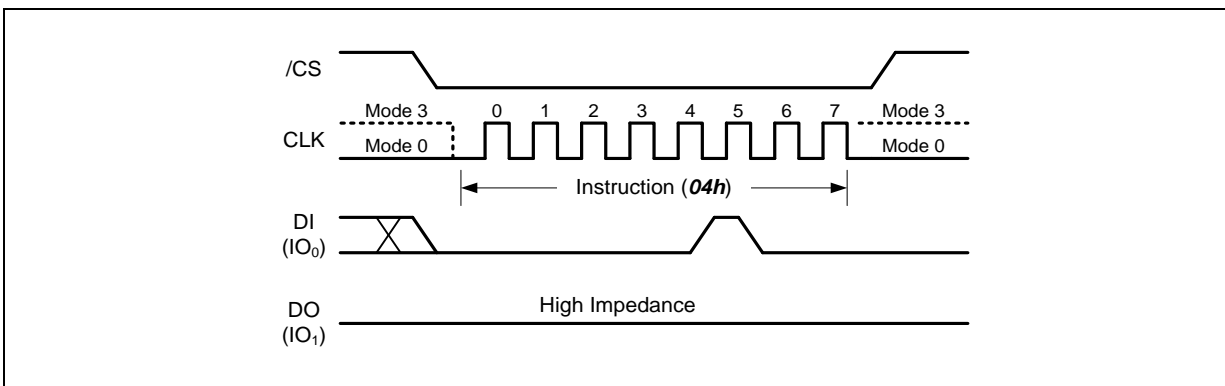 /CS
Mode 3 0 1 2 3 4 5 6 7 Mode 3
CLK
Mode 0 Mode 0
Instruction (04h)
DI
(IO₀)
High Impedance
DO
(IO₁)